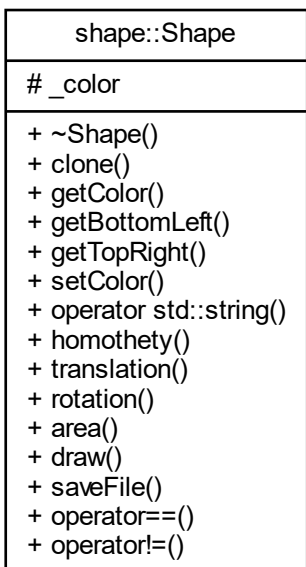 shape::Shape
# _color
+ ~Shape()
+ clone()
+ getColor()
+ getBottomLeft()
+ getTopRight()
+ setColor()
+ operator std::string()
+ homothety()
+ translation()
+ rotation()
+ area()
+ draw()
+ saveFile()
+ operator==()
+ operator!=()